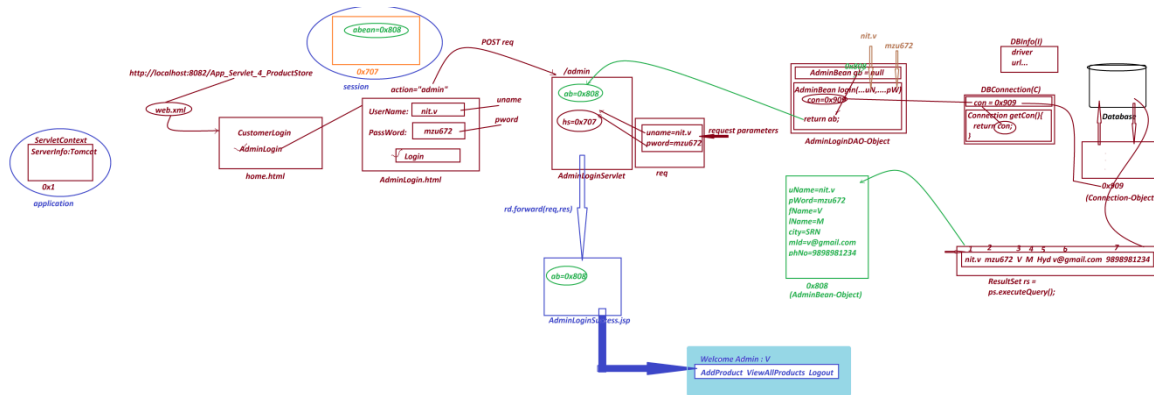 abean=0x808
0x707
session
http://localhost:8082/App_Servlet_4_ProductStore
web.xml
ServletContext
ServerInfo:Tomcat
0x1
application
CustomerLogin
AdminLogin
home.html
action="admin"
UserName:
nit.v
PassWord:
mzu672
Login
AdminLogin.html
uname
pword
POST req
/admin
ab=0x808
hs=0x707
AdminLoginServlet
uname=nit.v
pword=mzu672
req
request parameters
rd.forward(req,res)
ab=0x808
AdminLoginSuccess.jsp
Welcome Admin : V
AddProduct ViewAllProducts Logout
nit.v
mzu672
AdminBean ab = null
AdminBean login(...uN,....pW)
con=0x909
return ab;
AdminLoginDAO-Object
DBInfo(I)
driver
url...
DBConnection(C)
con = 0x909
Connection getCon(){
return con;
}
Database
0x909
(Connection-Object)
uName=nit.v
pWord=mzu672
fName=V
lName=M
city=SRN
mId=v@gmail.com
phNo=9898981234
0x808
(AdminBean-Object)
1 2 3 4 5 6 7
nit.v mzu672 V M Hyd v@gmail.com 9898981234
ResultSet rs =
ps.executeQuery();